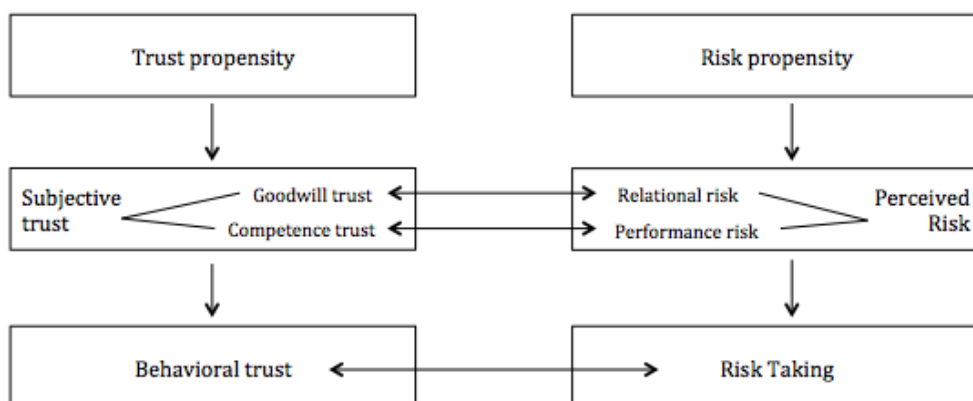 Trust propensity
Risk propensity
Subjective
trust
Goodwill trust
Competence trust
Relational risk
Performance risk
Perceived
Risk
Behavioral trust
Risk Taking